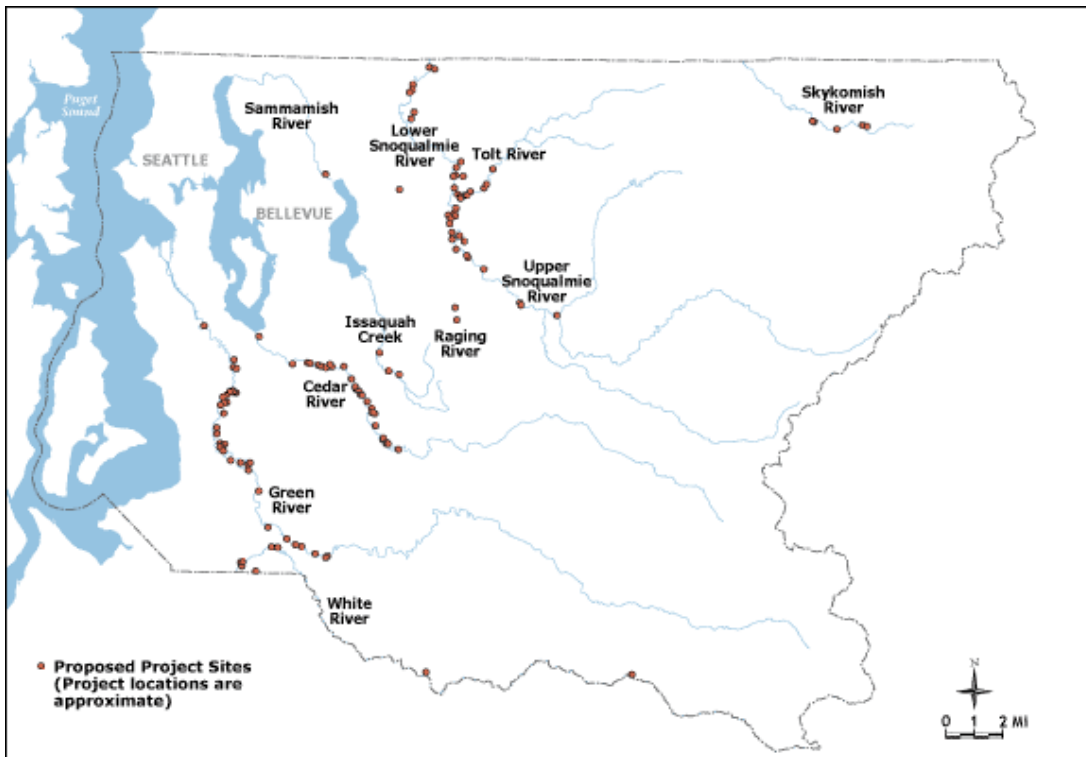 Puget
Sound
SEATTLE
Sammamish
River
BELLEVUE
Lower
Snoqualmie
River
Tolt River
Skykomish
River
Upper
Snoqualmie
River
Issaquah
Creek
Raging
River
Cedar
River
Green
River
White
River
Proposed Project Sites
(Project locations are
approximate)
N
0 1 2 MI